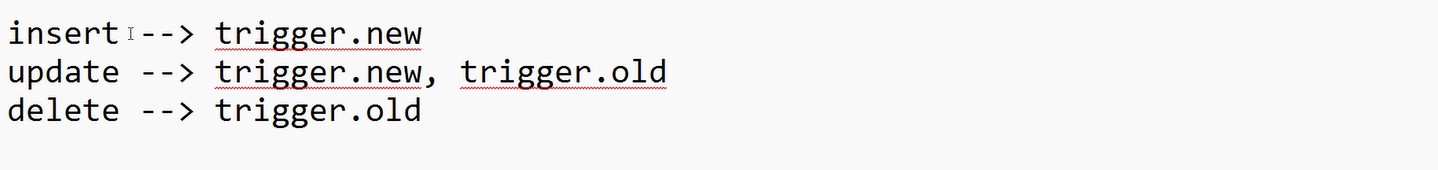 insert --> trigger.new
update --> trigger.new, trigger.old
delete --> trigger.old